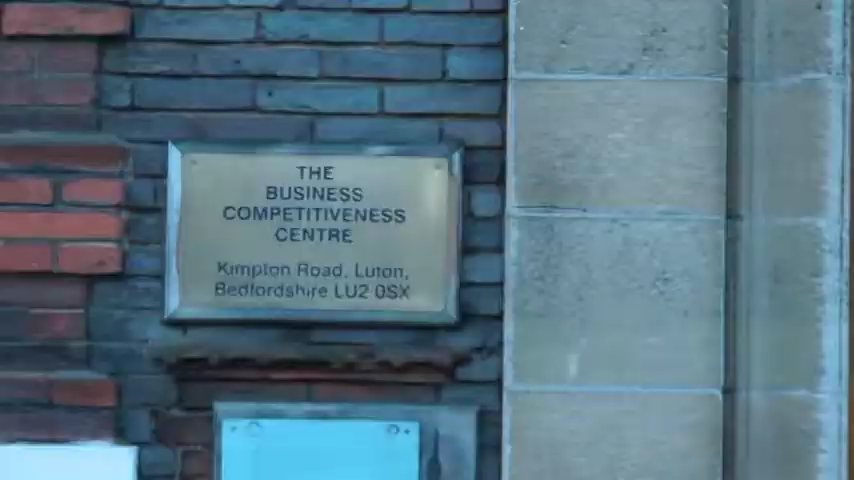 THE
BUSINESS
COMPETITIVENESS
CENTRE
Kimpton Road, Luton,
Bedfordshire LU2 0SX